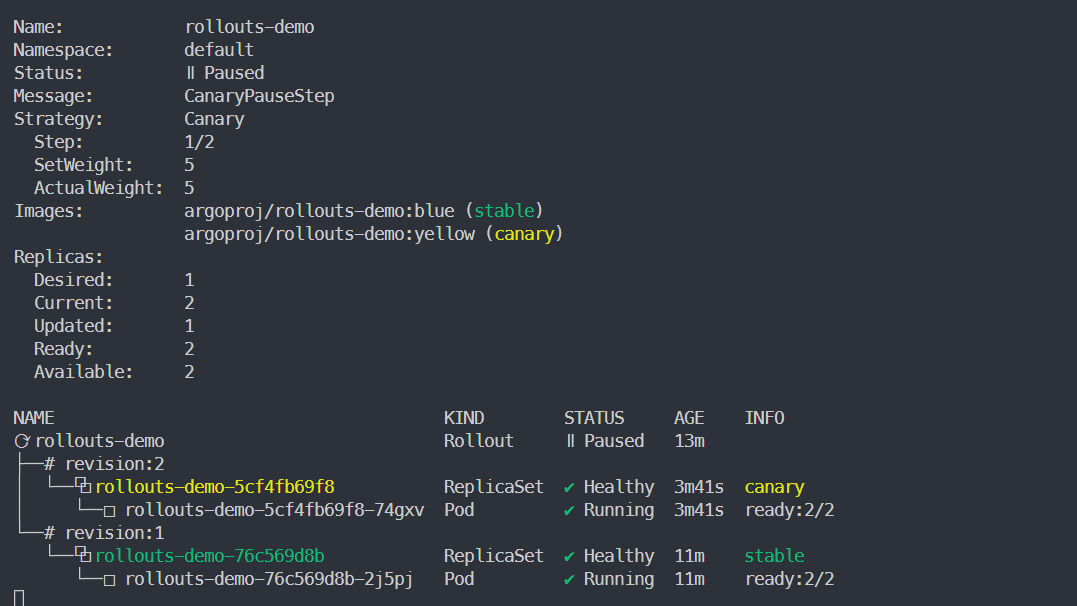 Name:            rollouts-demo
Namespace:       default
Status:          ॥ Paused
Message:         CanaryPauseStep
Strategy:        Canary
  Step:          1/2
  SetWeight:     5
  ActualWeight:  5
Images:          argoproj/rollouts-demo:blue (stable)
                 argoproj/rollouts-demo:yellow (canary)
Replicas:
  Desired:       1
  Current:       2
  Updated:       1
  Ready:         2
  Available:     2

NAME                                       KIND        STATUS     AGE    INFO
⟳ rollouts-demo                            Rollout     ॥ Paused   13m
├──# revision:2
│  └──⧉ rollouts-demo-5cf4fb69f8           ReplicaSet  ✔ Healthy  3m41s  canary
│     └──□ rollouts-demo-5cf4fb69f8-74gxv  Pod         ✔ Running  3m41s  ready:2/2
└──# revision:1
   └──⧉ rollouts-demo-76c569d8b            ReplicaSet  ✔ Healthy  11m    stable
      └──□ rollouts-demo-76c569d8b-2j5pj   Pod         ✔ Running  11m    ready:2/2